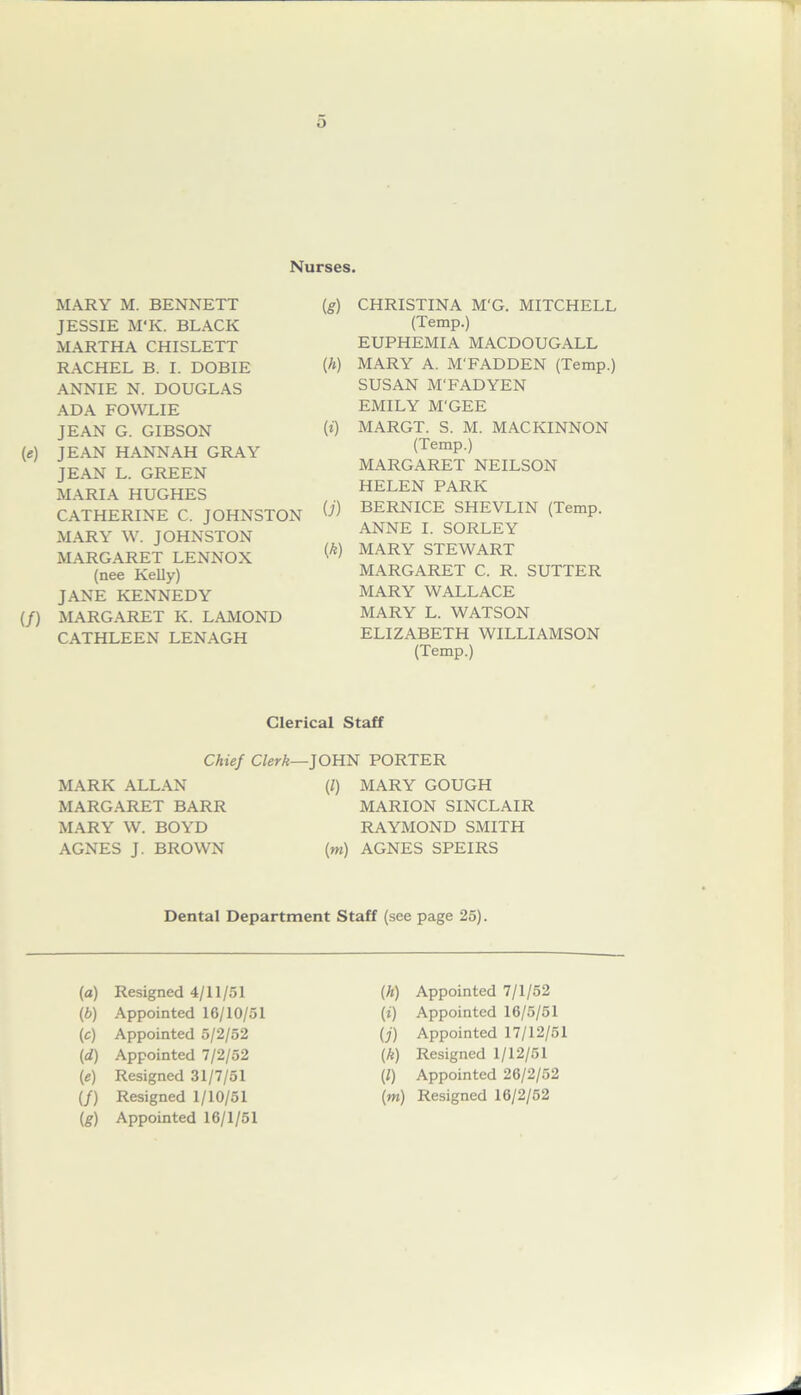 5
Nurses.
MARY M. BENNETT
JESSIE M'K. BLACK
MARTHA CHISLETT
RACHEL B. I. DOBIE
ANNIE N. DOUGLAS
ADA FOWLIE
JEAN G. GIBSON
(e) JEAN HANNAH GRAY
JEAN L. GREEN
MARIA HUGHES
CATHERINE C. JOHNSTON
MARY W. JOHNSTON
MARGARET LENNOX
(nee Kelly)
JANE KENNEDY
(f) MARGARET K. LAMOND
CATHLEEN LENAGH
(g) CHRISTINA M'G. MITCHELL
(Temp.)
EUPHEMIA MACDOUGALL
(h) MARY A. M'FADDEN (Temp.)
SUSAN M'FADYEN
EMILY M'GEE
(i) MARGT. S. M. MACKINNON
(Temp.)
MARGARET NEILSON
HELEN PARK
(j) BERNICE SHEVLIN (Temp.
ANNE I. SORLEY
(k) MARY STEWART
MARGARET C. R. SUTTER
MARY WALLACE
MARY L. WATSON
ELIZABETH WILLIAMSON
(Temp.)
Clerical Staff
Chief Clerk—JOHN PORTER
MARK ALLAN
MARGARET BARR
MARY W. BOYD
AGNES J. BROWN
(l) MARY GOUGH
MARION SINCLAIR
RAYMOND SMITH
(m) AGNES SPEIRS
Dental Department Staff (see page 25).
(a) Resigned 4/11/51
(b) Appointed 16/10/51
(c) Appointed 5/2/52
(d) Appointed 7/2/52
(e) Resigned 31/7/51
(f) Resigned 1/10/51
(g) Appointed 16/1/51
(h) Appointed 7/1/52
(i) Appointed 16/5/51
(j) Appointed 17/12/51
(k) Resigned 1/12/51
(l) Appointed 26/2/52
(m) Resigned 16/2/52